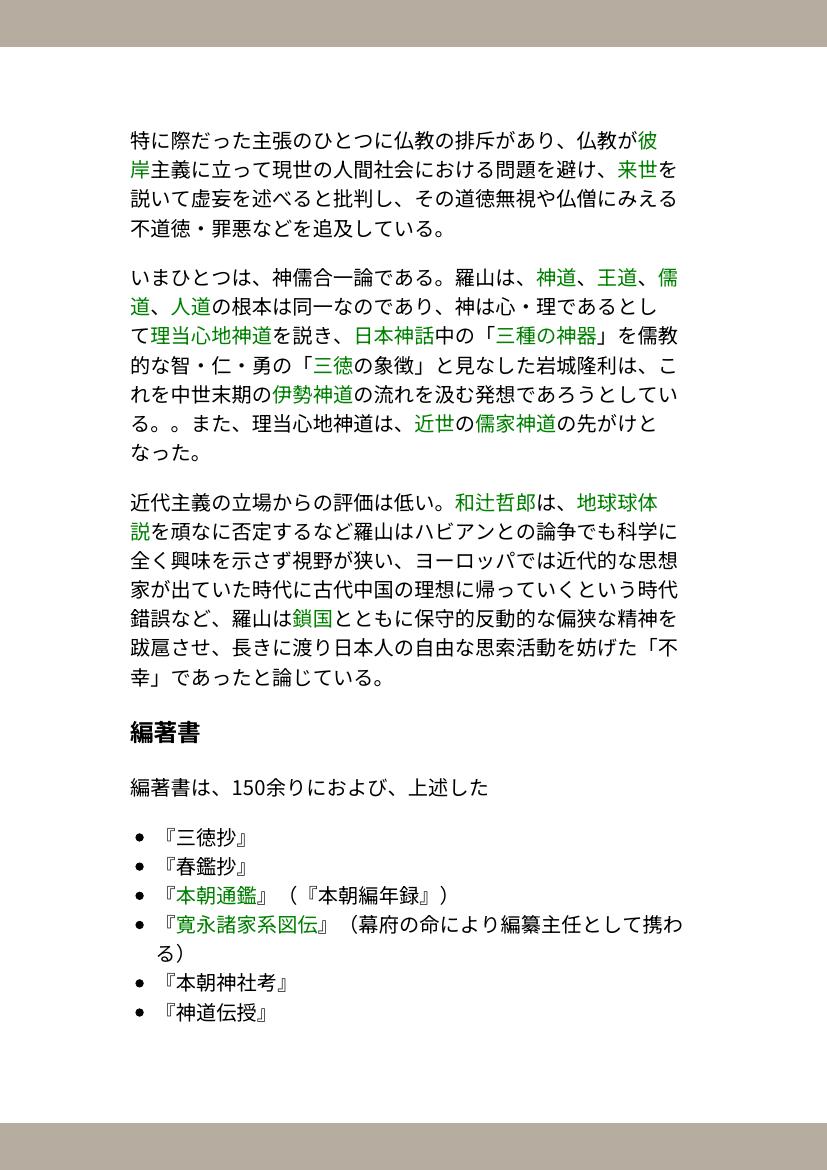 特に際だった主張のひとつに仏教の排斥があり、仏教が彼
岸主義に立って現世の人間社会における問題を避け、来世を
説いて虚妄を述べると批判し、その道徳無視や仏僧にみえる
不道徳・罪悪などを追及している。
いまひとつは、神儒合一論である。羅山は、神道、王道、儒
道、人道の根本は同一なのであり、神は心・理であるとし
て理当心地神道を説き、日本神話中の「三種の神器」を儒教
的な智・仁・勇の「三徳の象徴」と見なした岩城隆利は、こ
れを中世末期の伊勢神道の流れを汲む発想であろうとしてい
る。。また、理当心地神道は、近世の儒家神道の先がけと
なった。
近代主義の立場からの評価は低い。和辻哲郎は、地球球体
説を頑なに否定するなど羅山はハビアンとの論争でも科学に
全く興味を示さず視野が狭い、ヨーロッパでは近代的な思想
家が出ていた時代に古代中国の理想に帰っていくという時代
錯誤など、羅山は鎖国とともに保守的反動的な偏狭な精神を
跋扈させ、長きに渡り日本人の自由な思索活動を妨げた「不
幸」であったと論じている。
編著書
編著書は、150余りにおよび、上述した
• 『三徳抄』
• 『春鑑抄』
• 『本朝通鑑』（『本朝編年録』）
• 『寛永諸家系図伝』（幕府の命により編纂主任として携わ
る）
• 『本朝神社考』
• 『神道伝授』